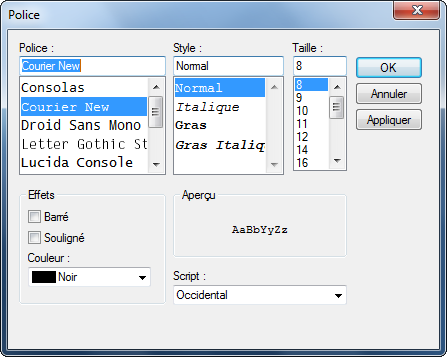 Police
Police :
Style :
Taille :
Courier New
Normal
8
OK
Annuler
Appliquer
Consolas
Courier New
Droid Sans Mono
Letter Gothic St
Lucida Console
Normal
Italique
Gras
Gras Italiq
8
9
10
11
12
14
16
Effets
Barré
Souligné
Couleur :
Noir
Aperçu
AaBbYyZz
Script :
Occidental